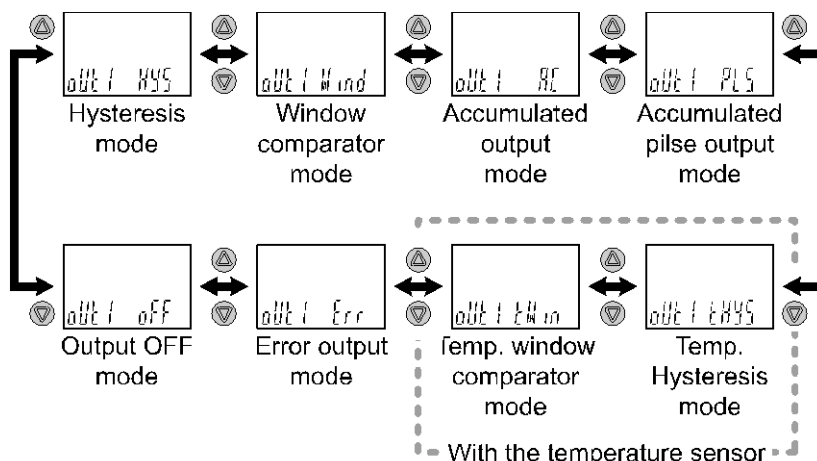 oUt1 HYS
oUt1 Wind
oUt1 AC
oUt1 PLS
Hysteresis
mode
Window
comparator
mode
Accumulated
output
mode
Accumulated
pilse output
mode
oUt1 oFF
oUt1 Err
oUt1 tWin
oUt1 tHYS
Output OFF
mode
Error output
mode
Temp. window
comparator
mode
Temp.
Hysteresis
mode
With the temperature sensor